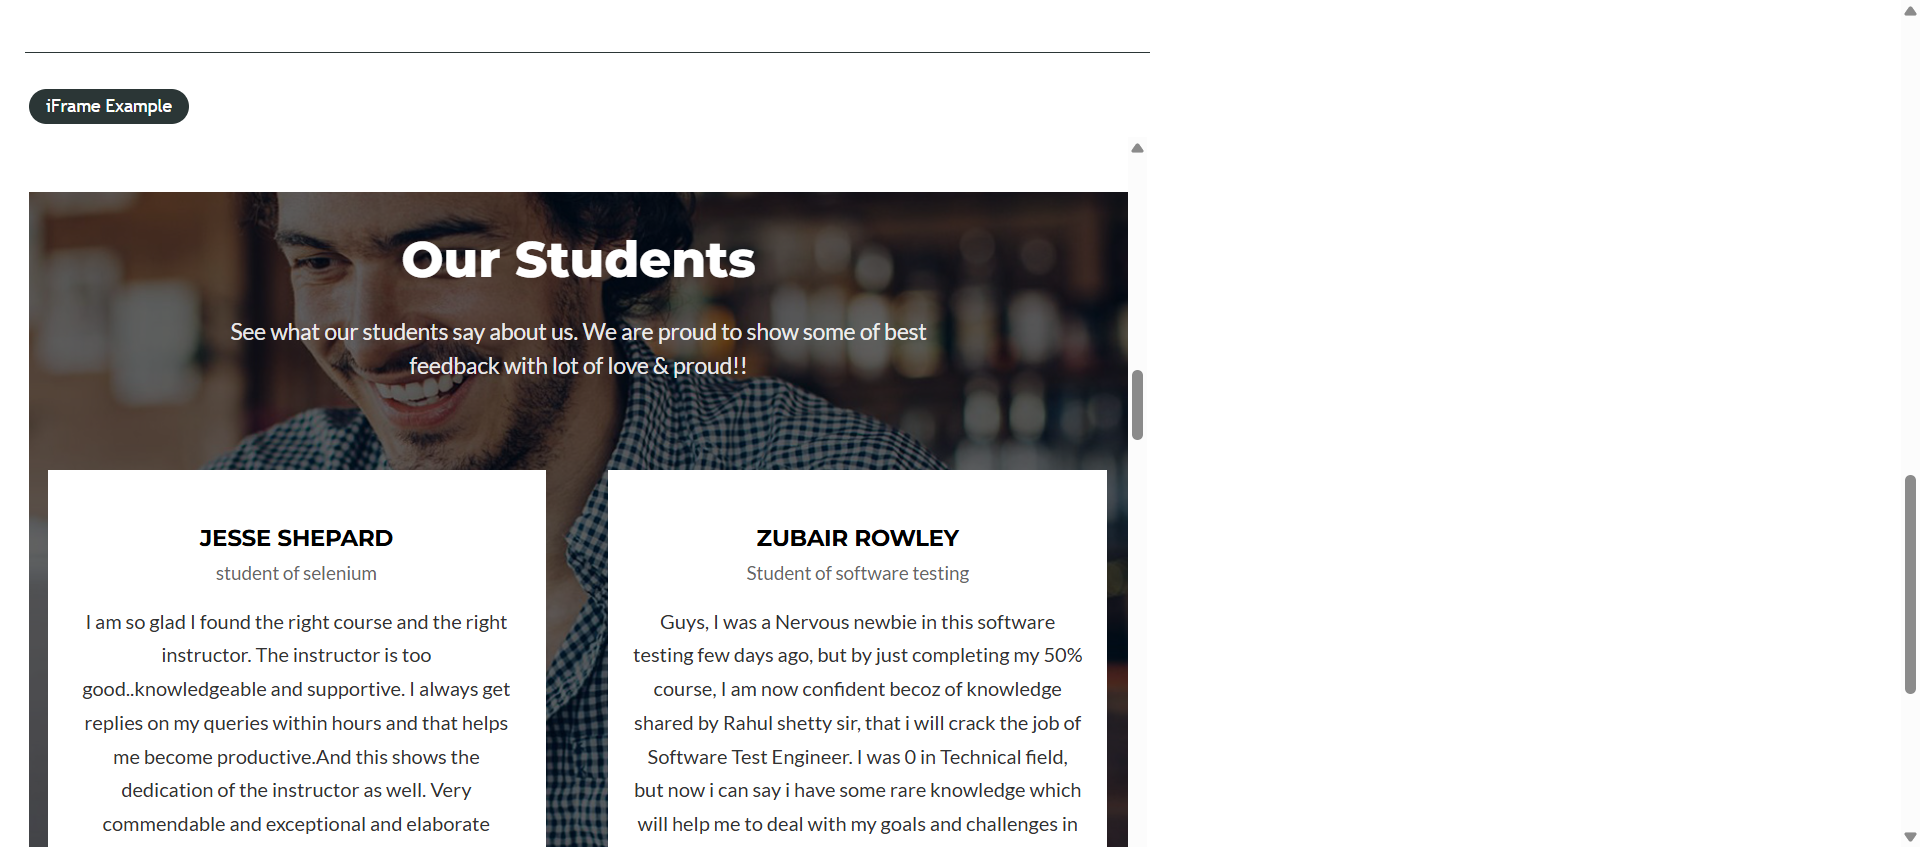 iFrame Example
Our Students
See what our students say about us. We are proud to show some of best
feedback with lot of love & proud!!
JESSE SHEPARD
student of selenium
I am so glad I found the right course and the right
instructor. The instructor is too
good..knowledgeable and supportive. I always get
replies on my queries within hours and that helps
me become productive.And this shows the
dedication of the instructor as well. Very
commendable and exceptional and elaborate
ZUBAIR ROWLEY
Student of software testing
Guys, I was a Nervous newbie in this software
testing few days ago, but by just completing my 50%
course, I am now confident becoz of knowledge
shared by Rahul shetty sir, that i will crack the job of
Software Test Engineer. I was 0 in Technical field,
but now i can say i have some rare knowledge which
will help me to deal with my goals and challenges in